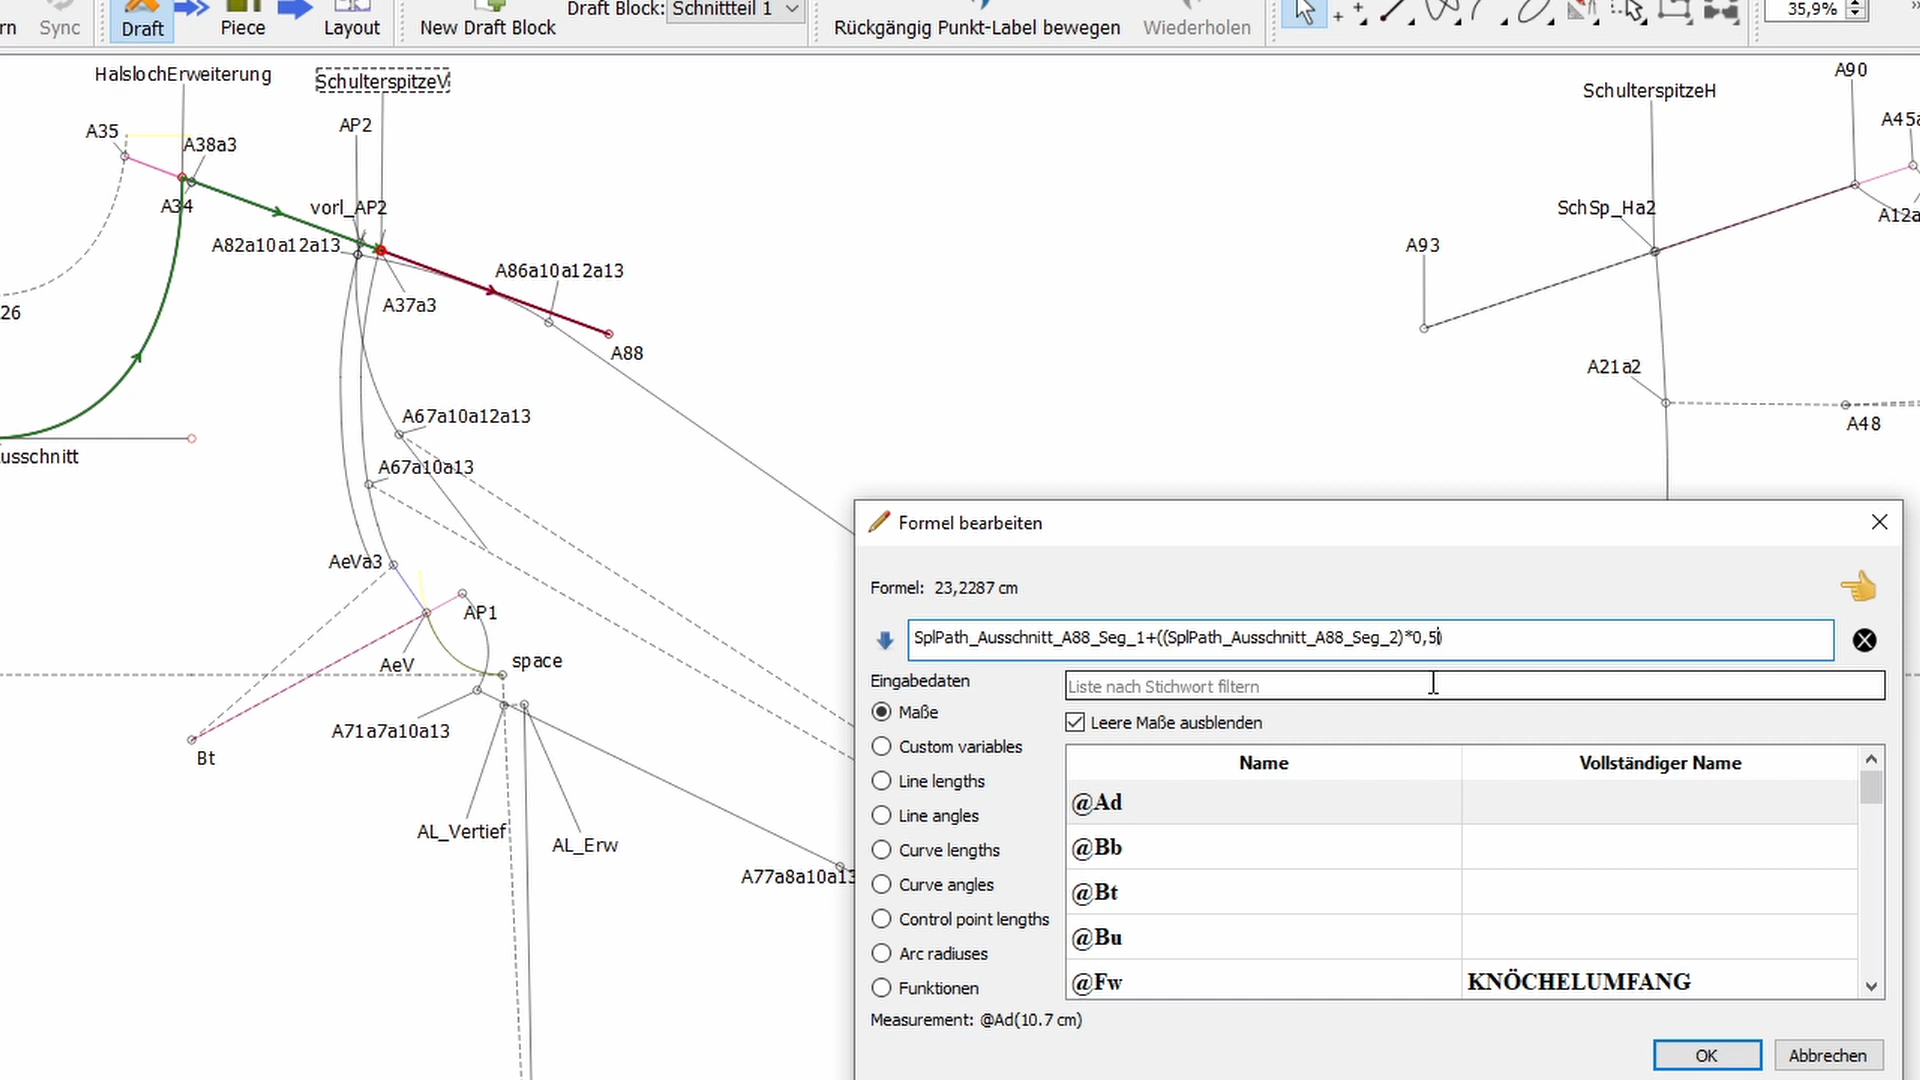 rn
Sync
Draft
Piece
Layout
New Draft Block
Draft Block:
Schnittteil 1
Rückgängig Punkt-Label bewegen
Wiederholen
35,9%
HalslochErweiterung
SchulterspitzeV
SchulterspitzeH
A90
A35
A38a3
AP2
A45a
A34
vorl_AP2
SchSp_Ha2
A12a
A82a10a12a13
A86a10a12a13
A93
A37a3
26
A88
A21a2
A67a10a12a13
A48
usschnitt
A67a10a13
AeVa3
AP1
AeV
space
A71a7a10a13
Bt
AL_Vertief
AL_Erw
A77a8a10a13
Formel bearbeiten
Formel: 23,2287 cm
SplPath_Ausschnitt_A88_Seg_1+((SplPath_Ausschnitt_A88_Seg_2)*0,5)
Eingabedaten
Liste nach Stichwort filtern
Maße
Leere Maße ausblenden
Custom variables
Line lengths
Line angles
Curve lengths
Curve angles
Control point lengths
Arc radiuses
Funktionen
Name
Vollständiger Name
@Ad
@Bb
@Bt
@Bu
@Fw
KNÖCHELUMFANG
Measurement: @Ad(10.7 cm)
OK
Abbrechen